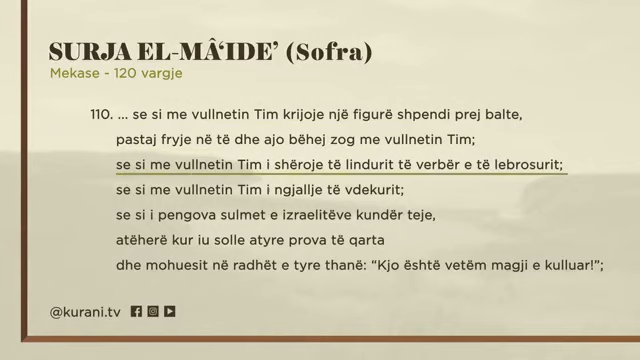 SURJA EL-MÂ‘IDE’ (Sofra)
Mekase - 120 vargje
110. ... se si me vullnetin Tim krijoje një figurë shpendi prej balte,
pastaj fryje në të dhe ajo bëhej zog me vullnetin Tim;
se si me vullnetin Tim i shëroje të lindurit të verbër e të lebrosurit;
se si me vullnetin Tim i ngjallje të vdekurit;
se si i pengova sulmet e izraelitëve kundër teje,
atëherë kur iu solle atyre prova të qarta
dhe mohuesit në radhët e tyre thanë: “Kjo është vetëm magji e kulluar!”;
@kurani.tv